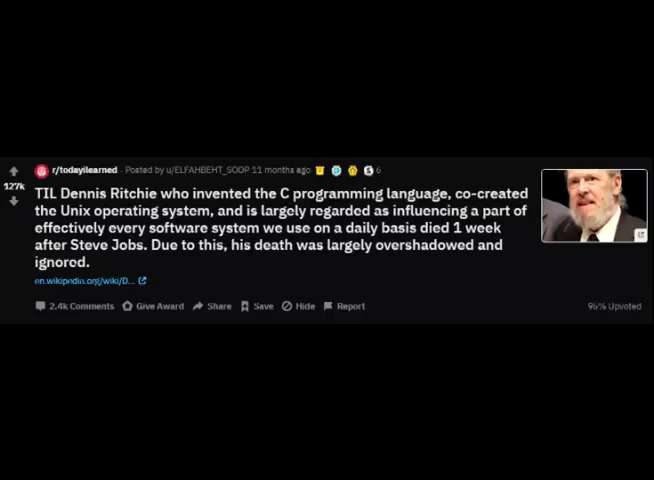 r/todayilearned · Posted by u/ELFAHBEHT_SOOP 11 months ago 6
127k
TIL Dennis Ritchie who invented the C programming language, co-created
the Unix operating system, and is largely regarded as influencing a part of
effectively every software system we use on a daily basis died 1 week
after Steve Jobs. Due to this, his death was largely overshadowed and
ignored.
en.wikipedia.org/wiki/D...
2.4k Comments Give Award Share Save Hide Report 96% Upvoted